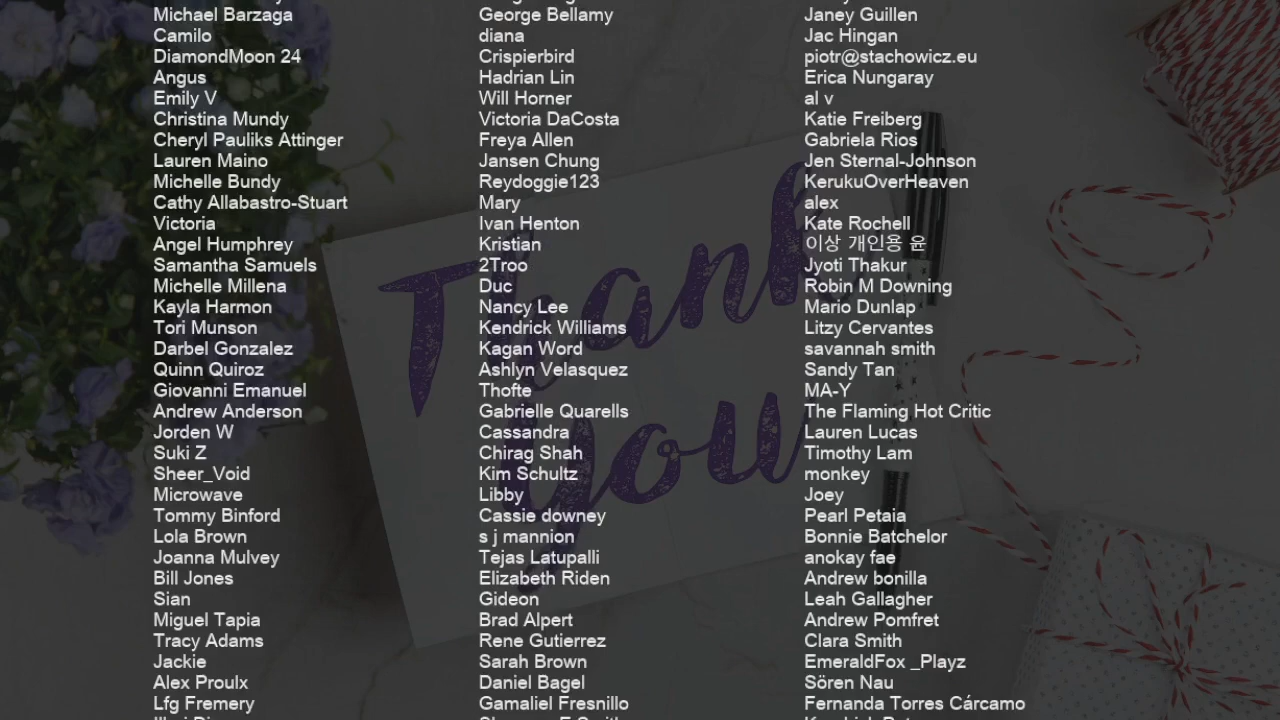 Michael Barzaga
Camilo
DiamondMoon 24
Angus
Emily V
Christina Mundy
Cheryl Pauliks Attinger
Lauren Maino
Michelle Bundy
Cathy Allabastro-Stuart
Victoria
Angel Humphrey
Samantha Samuels
Michelle Millena
Kayla Harmon
Tori Munson
Darbel Gonzalez
Quinn Quiroz
Giovanni Emanuel
Andrew Anderson
Jorden W
Suki Z
Sheer_Void
Microwave
Tommy Binford
Lola Brown
Joanna Mulvey
Bill Jones
Sian
Miguel Tapia
Tracy Adams
Jackie
Alex Proulx
Lfg Fremery
George Bellamy
diana
Crispierbird
Hadrian Lin
Will Horner
Victoria DaCosta
Freya Allen
Jansen Chung
Reydoggie123
Mary
Ivan Henton
Kristian
2Troo
Duc
Nancy Lee
Kendrick Williams
Kagan Word
Ashlyn Velasquez
Thofte
Gabrielle Quarells
Cassandra
Chirag Shah
Kim Schultz
Libby
Cassie downey
s j mannion
Tejas Latupalli
Elizabeth Riden
Gideon
Brad Alpert
Rene Gutierrez
Sarah Brown
Daniel Bagel
Gamaliel Fresnillo
Janey Guillen
Jac Hingan
piotr@stachowicz.eu
Erica Nungaray
al v
Katie Freiberg
Gabriela Rios
Jen Sternal-Johnson
KerukuOverHeaven
alex
Kate Rochell
이상 개인용 윤
Jyoti Thakur
Robin M Downing
Mario Dunlap
Litzy Cervantes
savannah smith
Sandy Tan
MA-Y
The Flaming Hot Critic
Lauren Lucas
Timothy Lam
monkey
Joey
Pearl Petaia
Bonnie Batchelor
anokay fae
Andrew bonilla
Leah Gallagher
Andrew Pomfret
Clara Smith
EmeraldFox _Playz
Sören Nau
Fernanda Torres Cárcamo
Thank
you